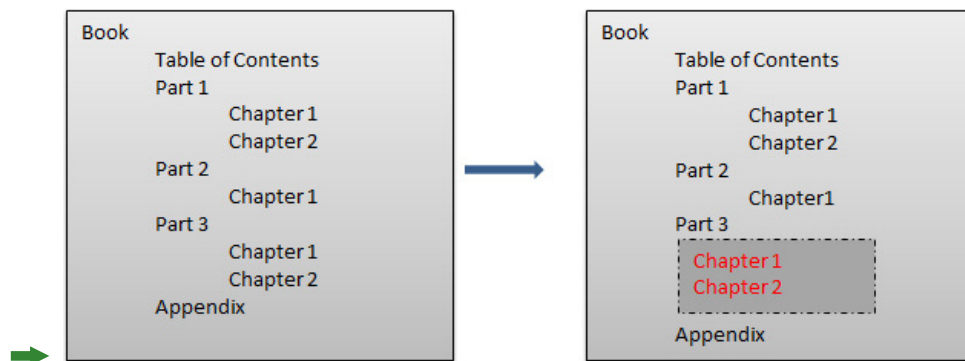 Book
Table of Contents
Part 1
Chapter 1
Chapter 2
Part 2
Chapter 1
Part 3
Chapter 1
Chapter 2
Appendix
Book
Table of Contents
Part 1
Chapter 1
Chapter 2
Part 2
Chapter1
Part 3
Chapter 1
Chapter 2
Appendix